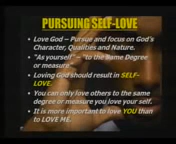 PURSUING SELF-LOVE
• Love God – Pursue and focus on God's
Character, Qualities and Nature.
• "As yourself" – "to the Same Degree
or measure"
• Loving God should result in SELF-
LOVE.
• You can only love others to the same
degree or measure you love yourself.
• It is more important to love YOU than
to LOVE ME.